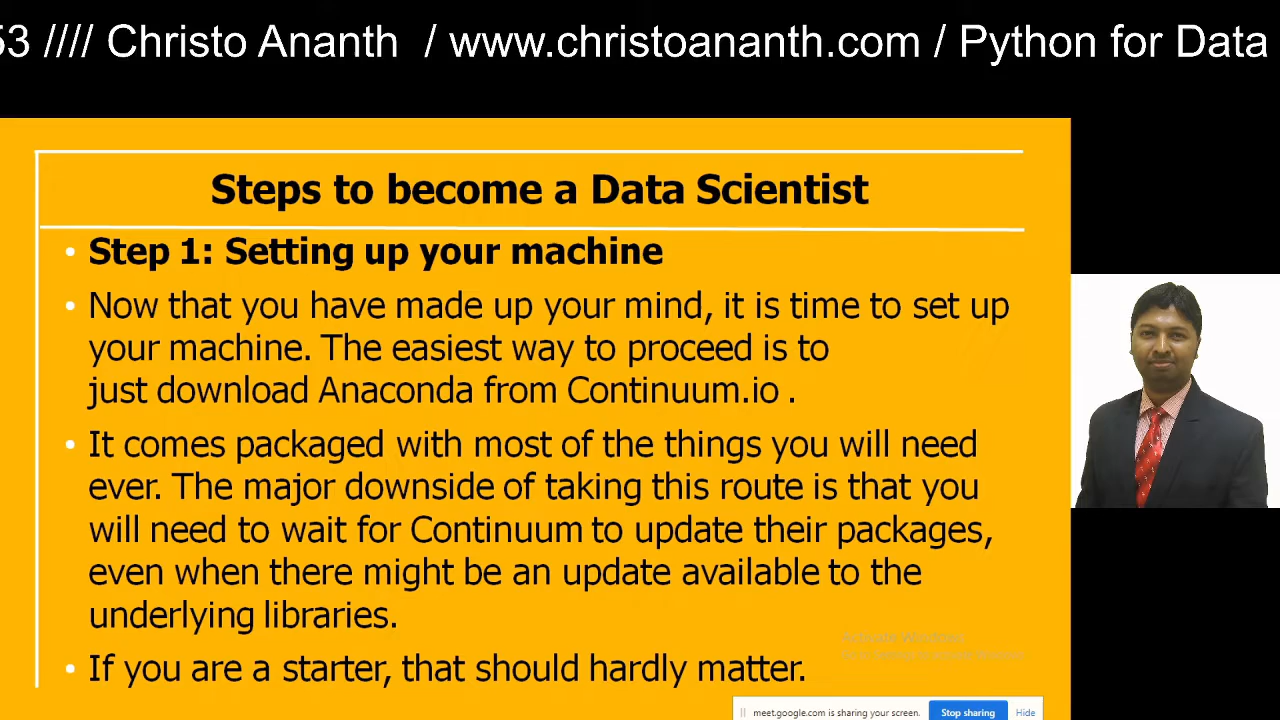 53 //// Christo Ananth / www.christoananth.com / Python for Data
Steps to become a Data Scientist
• Step 1: Setting up your machine
• Now that you have made up your mind, it is time to set up
your machine. The easiest way to proceed is to
just download Anaconda from Continuum.io .
• It comes packaged with most of the things you will need
ever. The major downside of taking this route is that you
will need to wait for Continuum to update their packages,
even when there might be an update available to the
underlying libraries.
• If you are a starter, that should hardly matter.
meet.google.com is sharing your screen. Stop sharing Hide